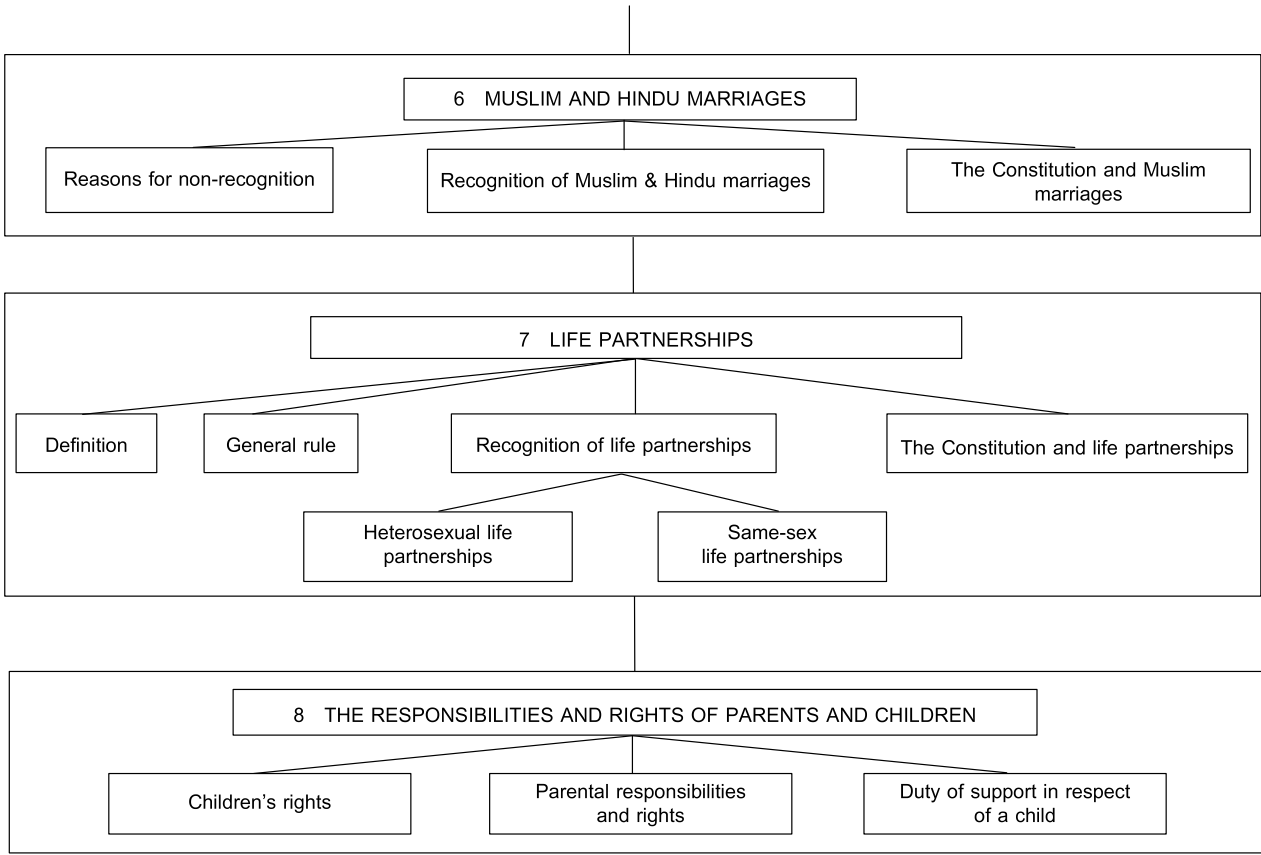 6 MUSLIM AND HINDU MARRIAGES
Reasons for non-recognition
Recognition of Muslim & Hindu marriages
The Constitution and Muslim
marriages
7 LIFE PARTNERSHIPS
Definition
General rule
Recognition of life partnerships
The Constitution and life partnerships
Heterosexual life
partnerships
Same-sex
life partnerships
8 THE RESPONSIBILITIES AND RIGHTS OF PARENTS AND CHILDREN
Children’s rights
Parental responsibilities
and rights
Duty of support in respect
of a child